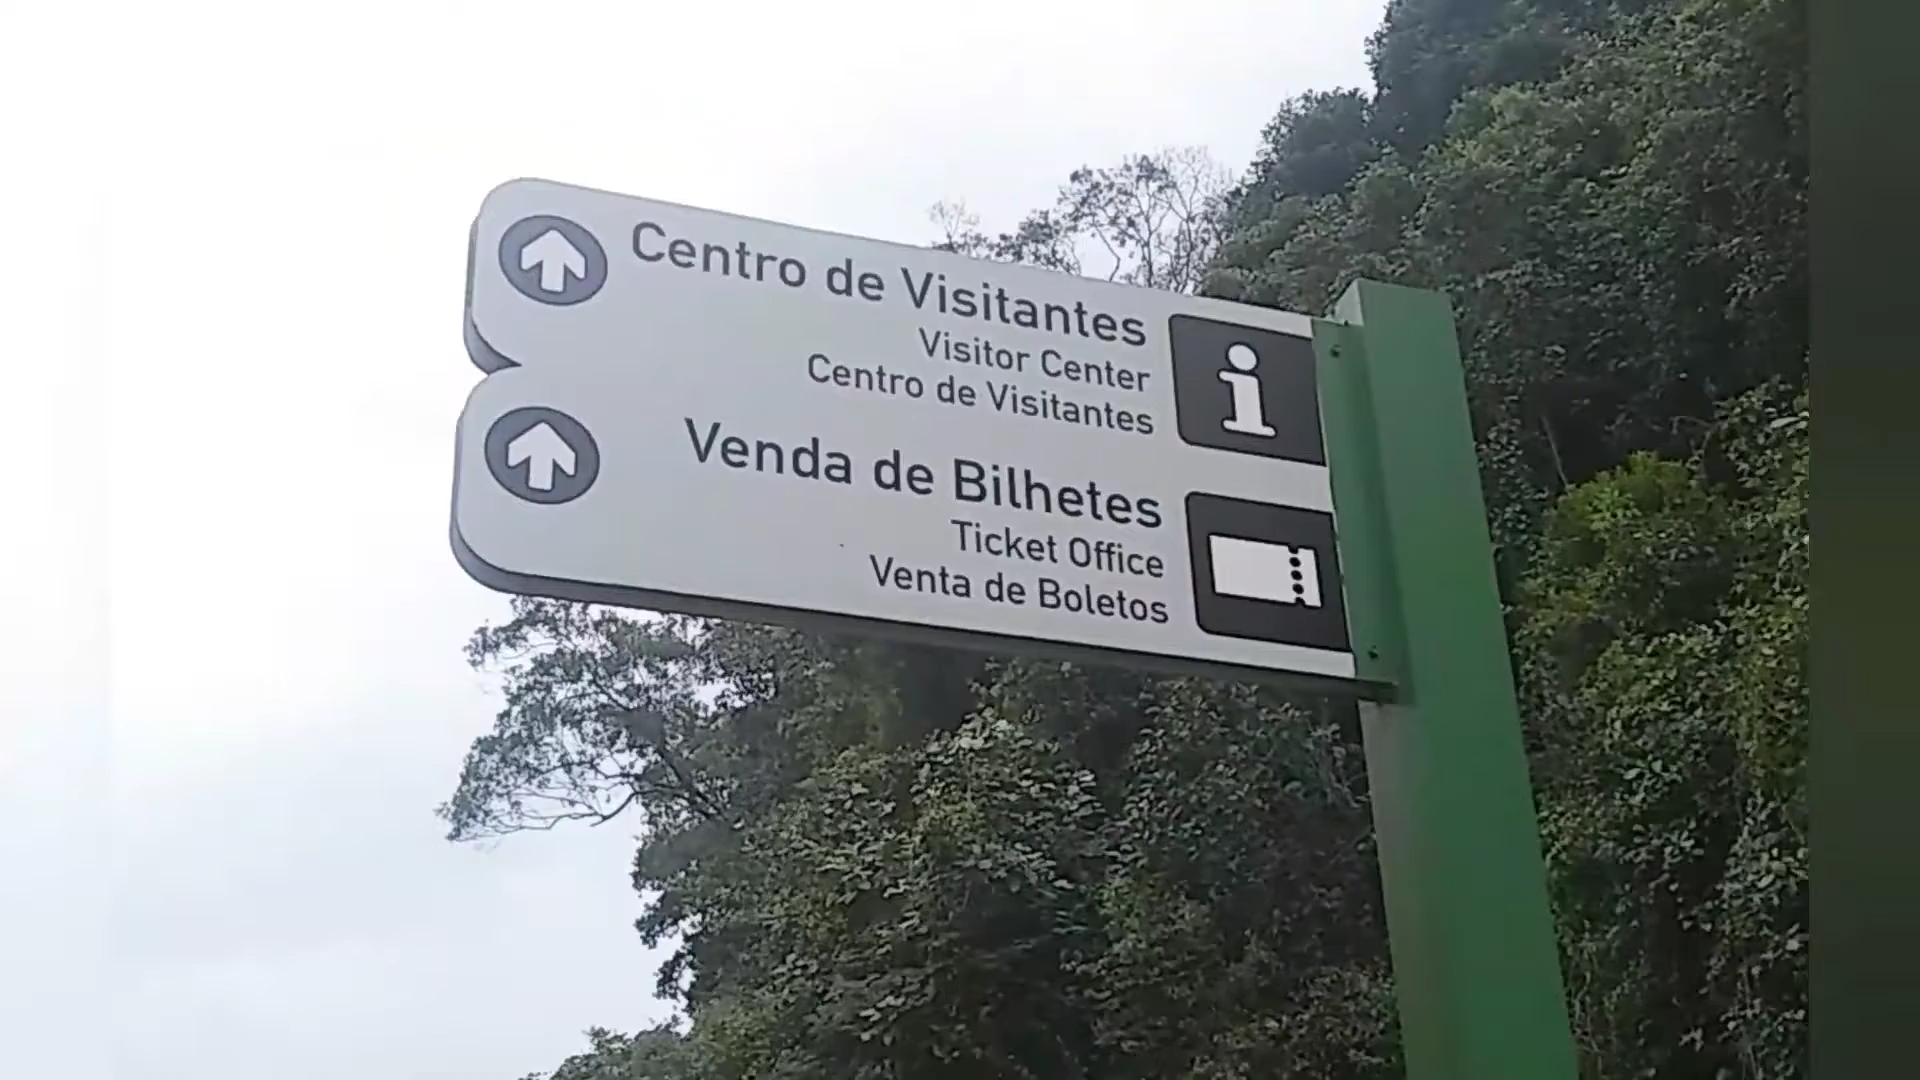 Centro de Visitantes
Visitor Center
Centro de Visitantes
Venda de Bilhetes
Ticket Office
Venta de Boletos